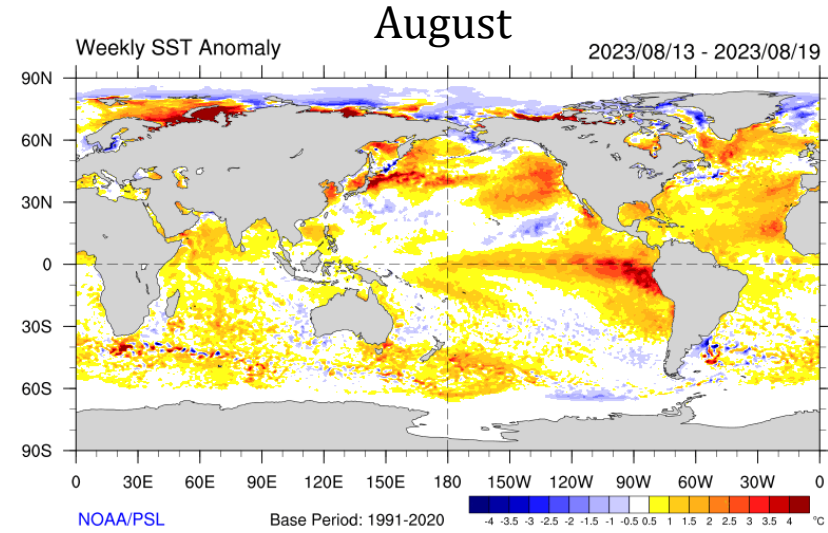 August
Weekly SST Anomaly 2023/08/13 - 2023/08/19
90N
60N
30N
0
30S
60S
90S
0 30E 60E 90E 120E 150E 180 150W 120W 90W 60W 30W 0
-4 -3.5 -3 -2.5 -2 -1.5 -1 -0.5 0.5 1 1.5 2 2.5 3 3.5 4 °C
NOAA/PSL Base Period: 1991-2020